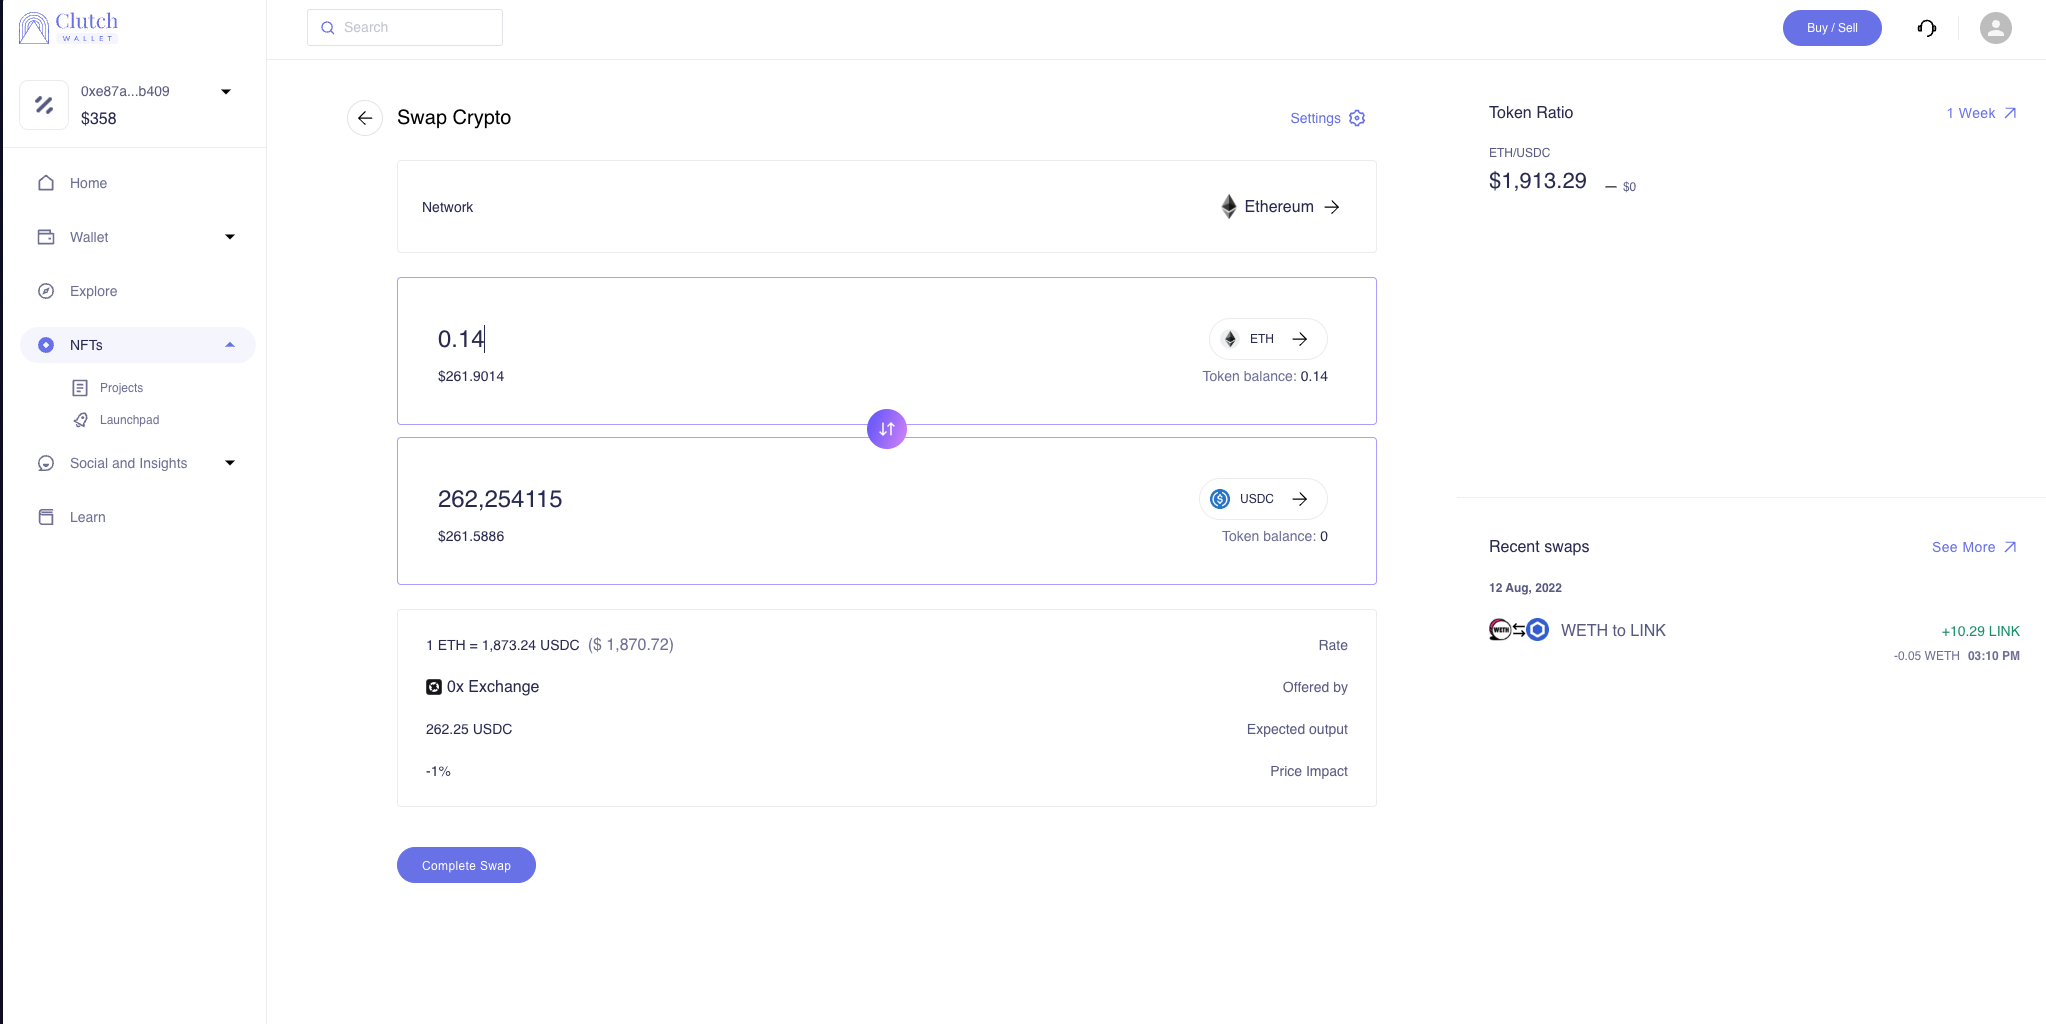 Clutch
WALLET
Search
Buy / Sell
0xe87a...b409
$358
Home
Wallet
Explore
NFTs
Projects
Launchpad
Social and Insights
Learn
Swap Crypto
Settings
Network
Ethereum
0.14
ETH
$261.9014
Token balance: 0.14
262,254115
USDC
$261.5886
Token balance: 0
1 ETH = 1,873.24 USDC ($ 1,870.72)
Rate
0x Exchange
Offered by
262.25 USDC
Expected output
-1%
Price Impact
Complete Swap
Token Ratio
1 Week
ETH/USDC
$1,913.29
$0
Recent swaps
See More
12 Aug, 2022
WETH
WETH to LINK
+10.29 LINK
-0.05 WETH 03:10 PM